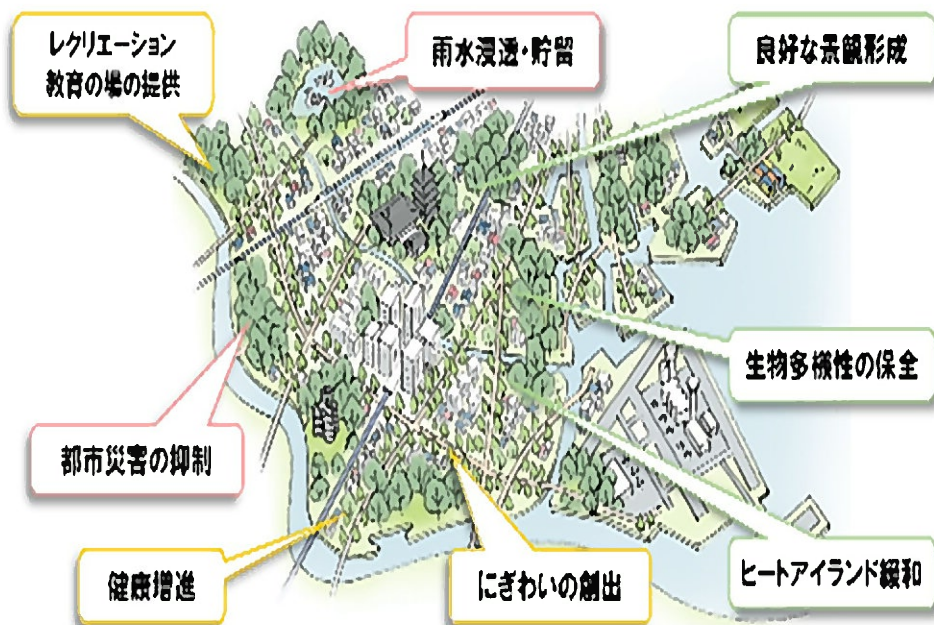 レクリエーション
教育の場の提供
雨水浸透・貯留
良好な景観形成
生物多様性の保全
都市災害の抑制
健康増進
にぎわいの創出
ヒートアイランド緩和